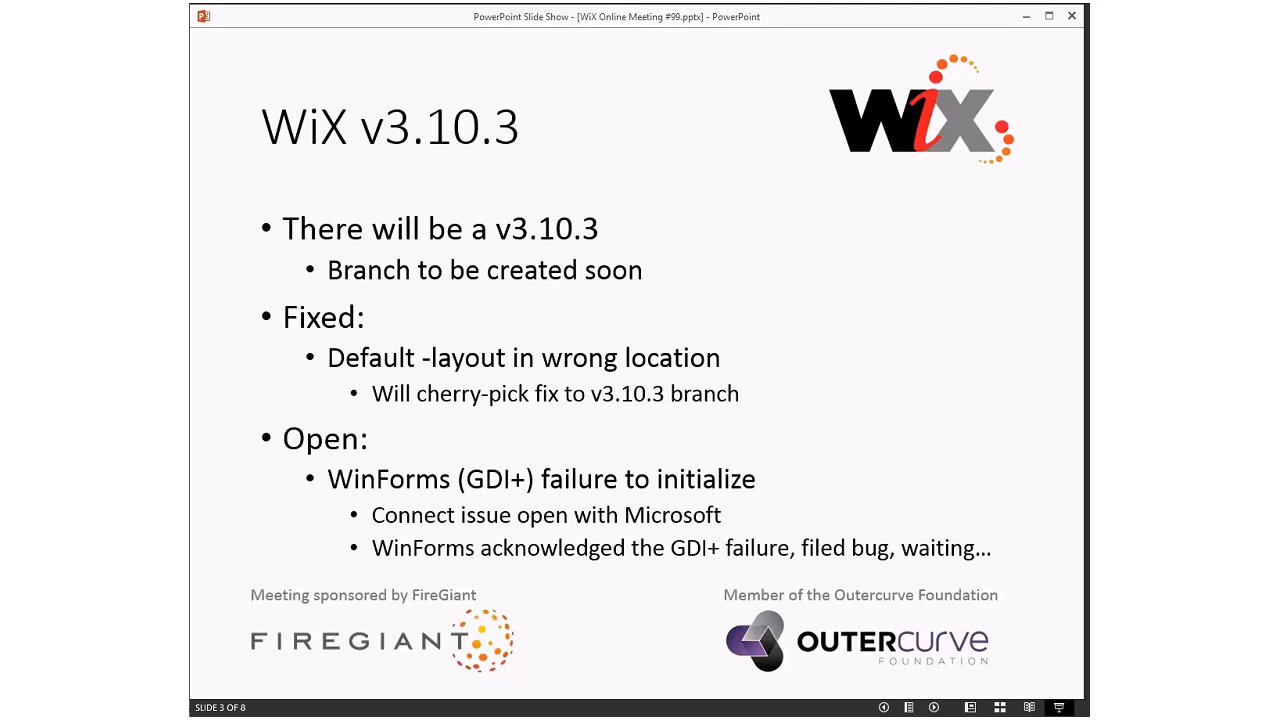 PowerPoint Slide Show - [WiX Online Meeting #99.pptx] - PowerPoint
WiX
WiX v3.10.3
• There will be a v3.10.3
• Branch to be created soon
• Fixed:
• Default -layout in wrong location
• Will cherry-pick fix to v3.10.3 branch
• Open:
• WinForms (GDI+) failure to initialize
• Connect issue open with Microsoft
• WinForms acknowledged the GDI+ failure, filed bug, waiting…
Meeting sponsored by FireGiant
FIREGIANT
Member of the Outercurve Foundation
OUTERCURVE
FOUNDATION
SLIDE 3 OF 8